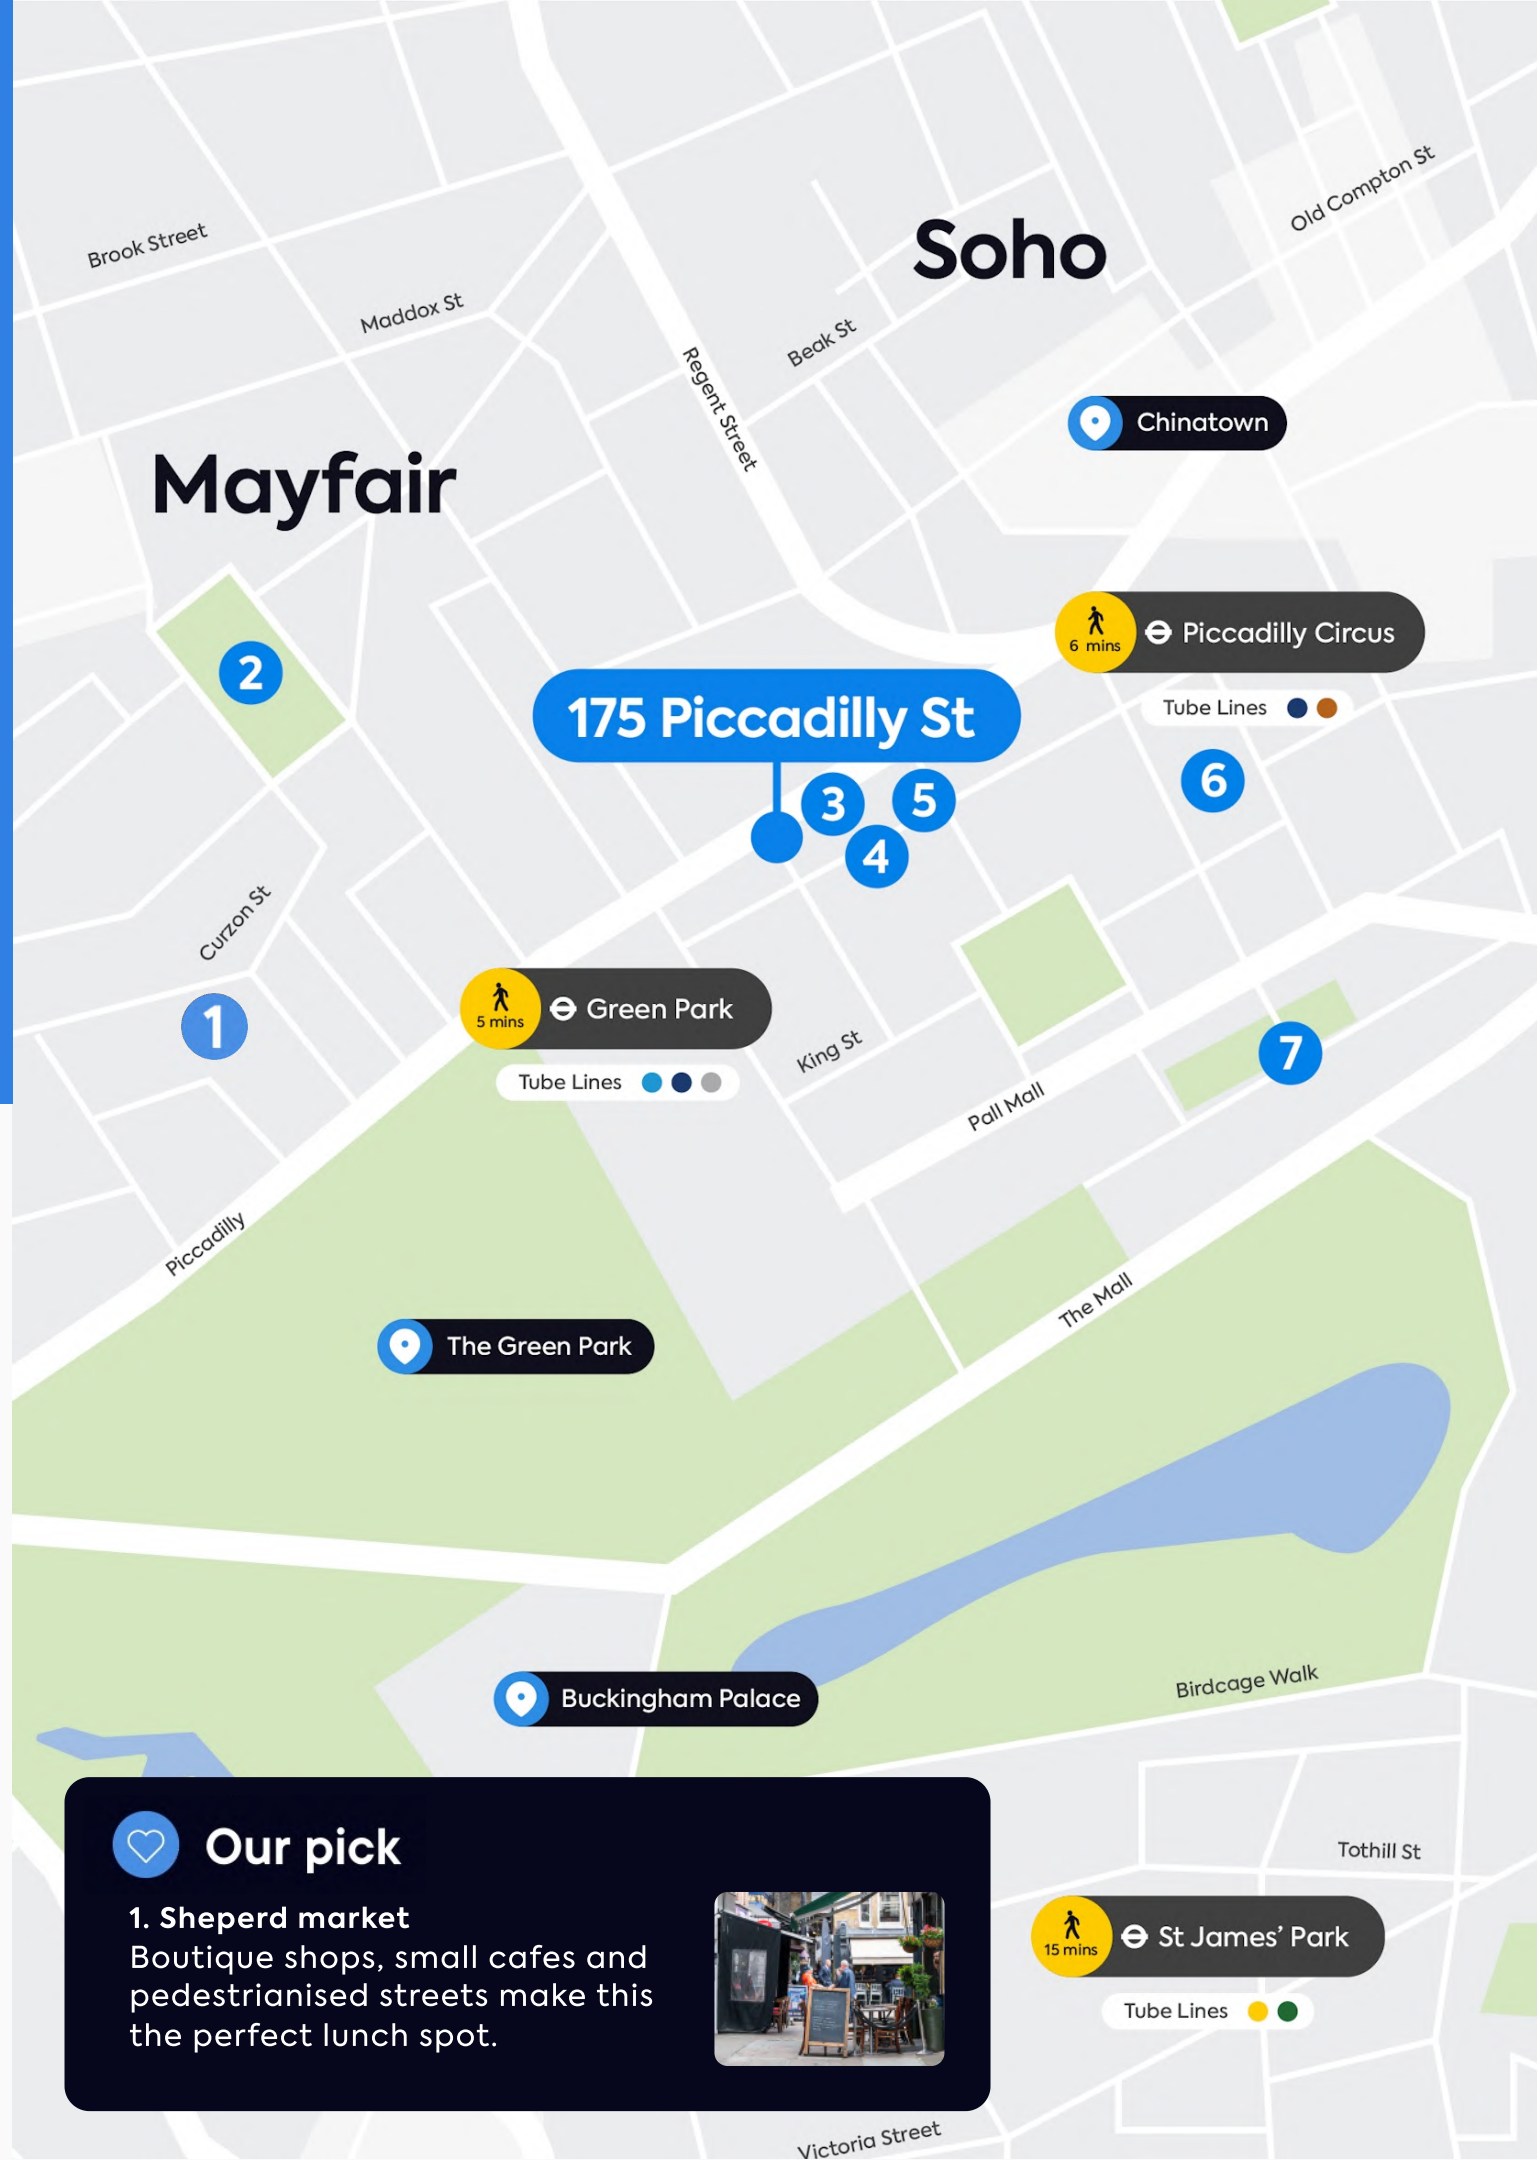 Old Compton St
Soho
Brook Street
Maddox St
Beak St
Regent Street
Chinatown
Mayfair
6 mins
Piccadilly Circus
2
Tube Lines
175 Piccadilly St
6
3
5
4
Curzon St
1
5 mins
Green Park
Tube Lines
King St
7
Pall Mall
Piccadilly
The Mall
The Green Park
Buckingham Palace
Birdcage Walk
Our pick
Tothill St
1. Sheperd market
Boutique shops, small cafes and
pedestrianised streets make this
the perfect lunch spot.
15 mins
St James’ Park
Tube Lines
Victoria Street